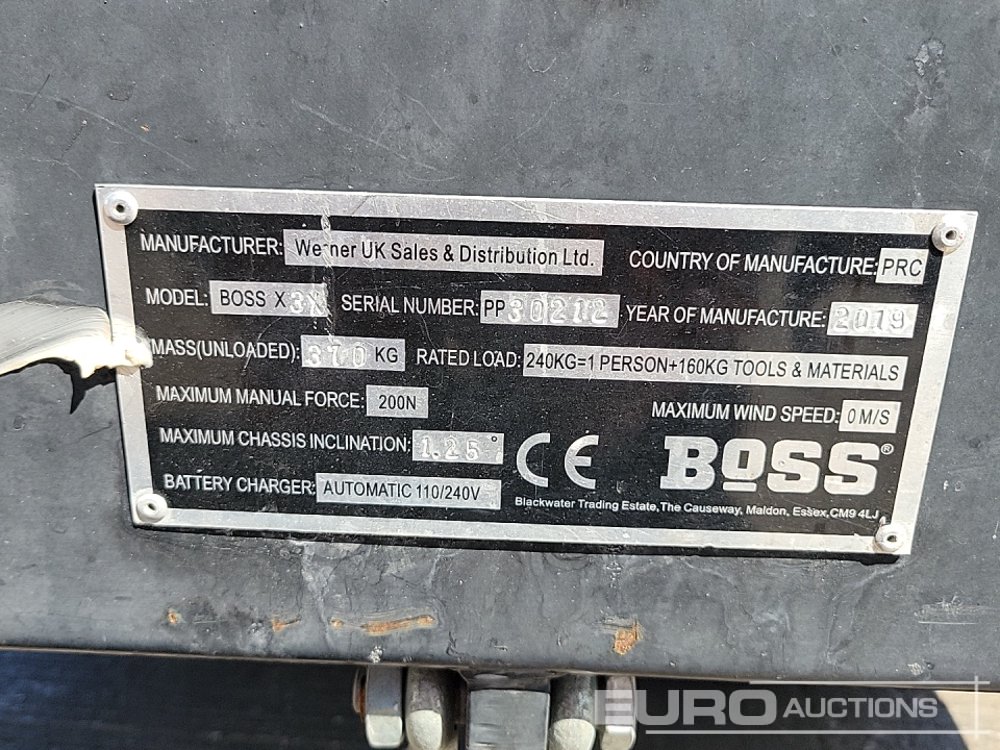 MANUFACTURER: Werner UK Sales & Distribution Ltd. COUNTRY OF MANUFACTURE: PRC
MODEL: BOSS X3X SERIAL NUMBER: PP30212 YEAR OF MANUFACTURE: 2019
MASS(UNLOADED): 370 KG RATED LOAD: 240KG=1 PERSON+160KG TOOLS & MATERIALS
MAXIMUM MANUAL FORCE: 200N MAXIMUM WIND SPEED: 0 M/S
MAXIMUM CHASSIS INCLINATION: 1.25° CE BOSS®
BATTERY CHARGER: AUTOMATIC 110/240V
Blackwater Trading Estate, The Causeway, Maldon, Essex, CM9 4LJ
EURO AUCTIONS